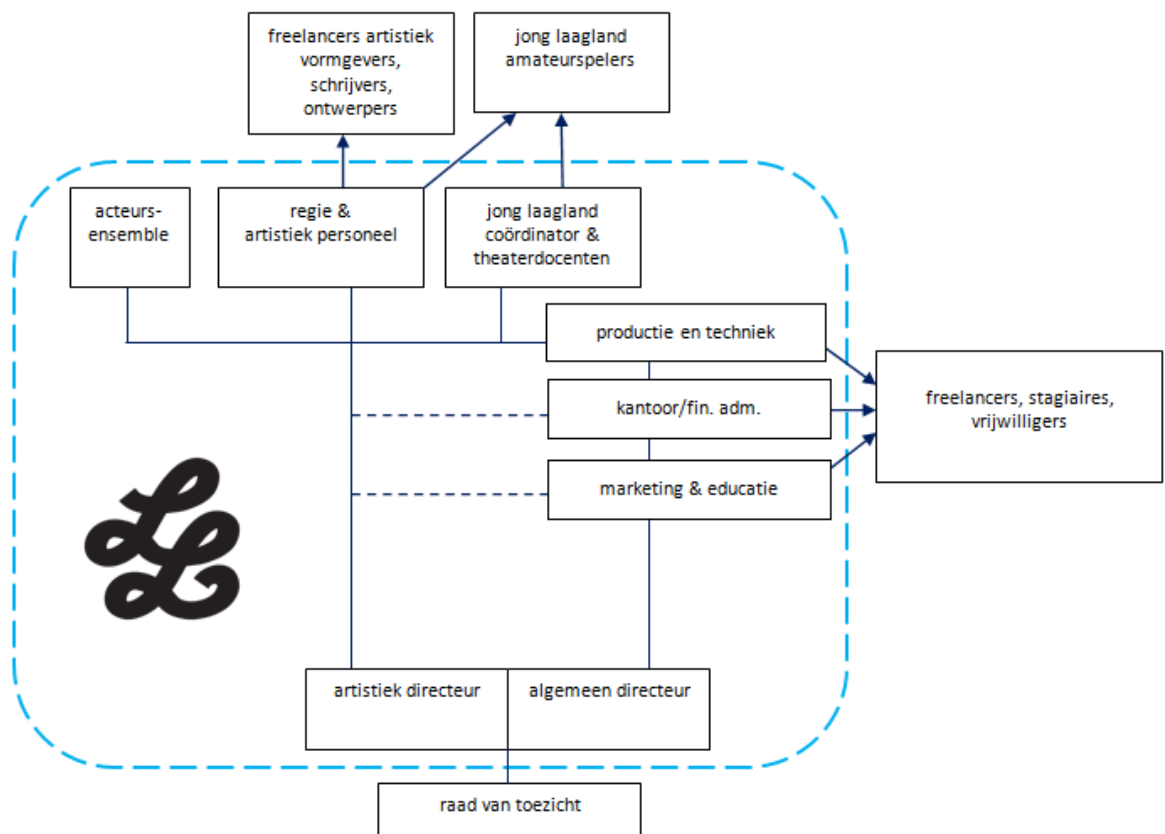 freelancers artistiek
vormgevers,
schrijvers,
ontwerpers
jong laagland
amateurspelers
acteurs-
ensemble
regie &
artistiek personeel
jong laagland
coördinator &
theaterdocenten
productie en techniek
kantoor/fin. adm.
marketing & educatie
freelancers, stagiaires,
vrijwilligers
LL
artistiek directeur
algemeen directeur
raad van toezicht